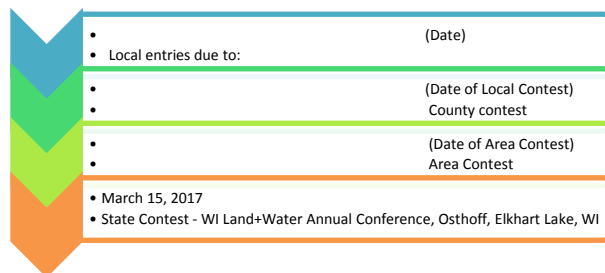 • (Date)
• Local entries due to:
• (Date of Local Contest)
• County contest
• (Date of Area Contest)
• Area Contest
• March 15, 2017
• State Contest - WI Land+Water Annual Conference, Osthoff, Elkhart Lake, WI